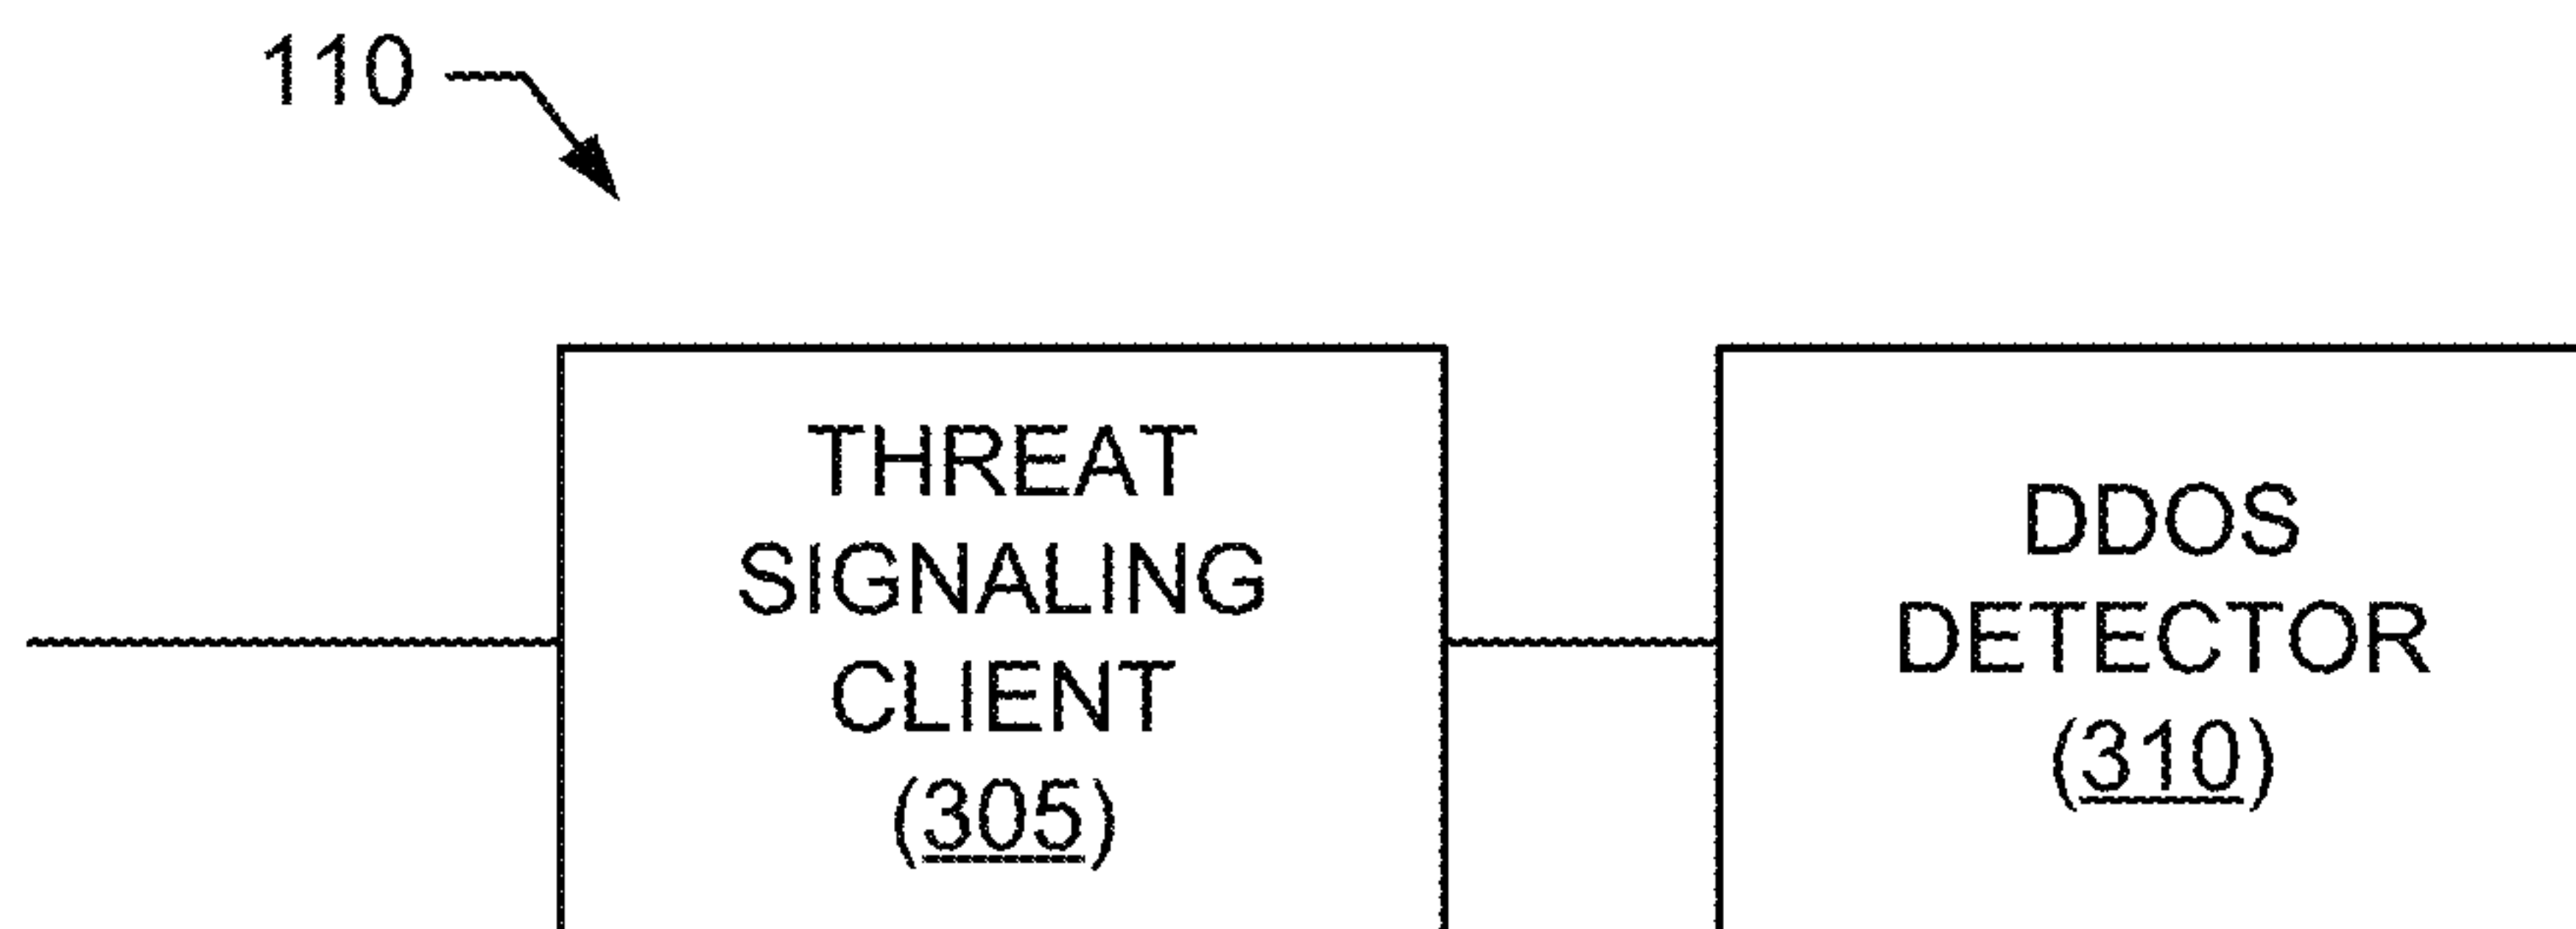 110
THREAT
SIGNALING
CLIENT
(305)
DDOS
DETECTOR
(310)